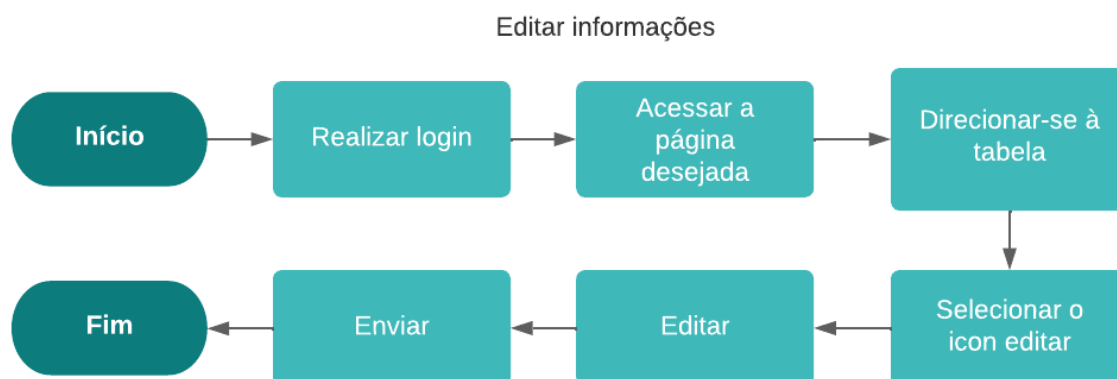 Editar informações
Início
Realizar login
Acessar a
página
desejada
Direcionar-se à
tabela
Selecionar o
icon editar
Editar
Enviar
Fim